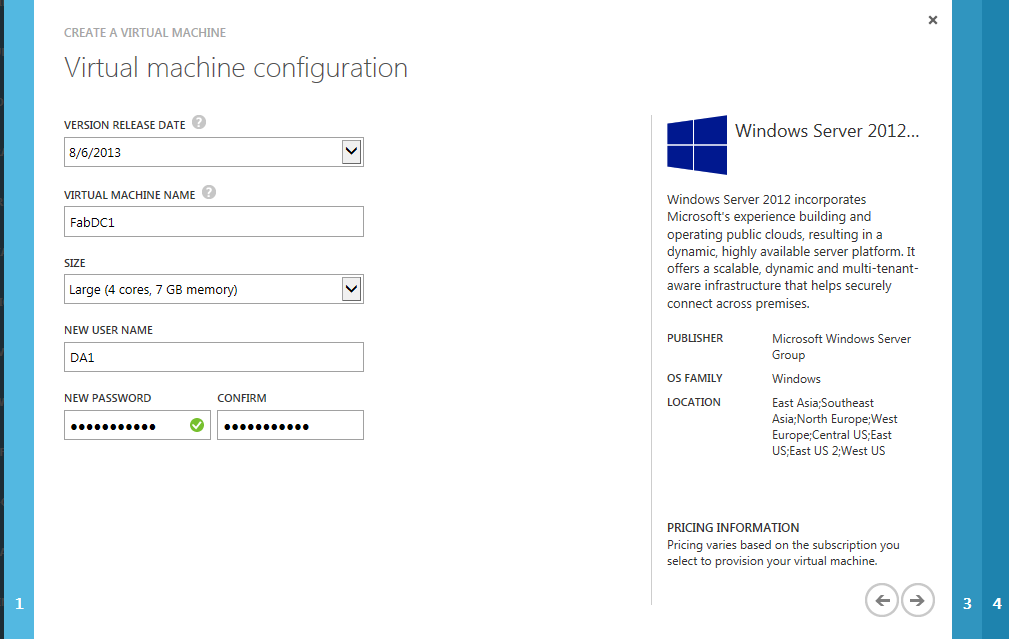 CREATE A VIRTUAL MACHINE
Virtual machine configuration
VERSION RELEASE DATE ?
8/6/2013
VIRTUAL MACHINE NAME ?
FabDC1
SIZE
Large (4 cores, 7 GB memory)
NEW USER NAME
DA1
NEW PASSWORD CONFIRM
●●●●●●●●●●● ●●●●●●●●●●●
Windows Server 2012...
Windows Server 2012 incorporates
Microsoft's experience building and
operating public clouds, resulting in a
dynamic, highly available server platform. It
offers a scalable, dynamic and multi-tenant-
aware infrastructure that helps securely
connect across premises.
PUBLISHER Microsoft Windows Server
Group
OS FAMILY Windows
LOCATION East Asia;Southeast
Asia;North Europe;West
Europe;Central US;East
US;East US 2;West US
PRICING INFORMATION
Pricing varies based on the subscription you
select to provision your virtual machine.
1
3 4